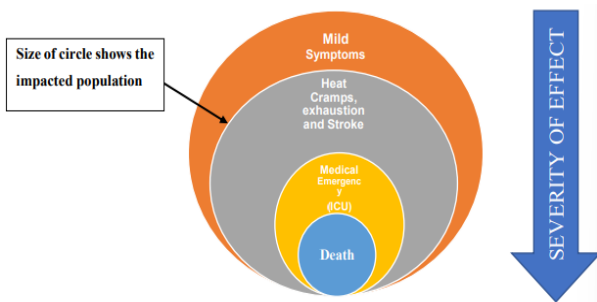 Size of circle shows the
impacted population
Mild
Symptoms
Heat
Cramps,
exhaustion
and Stroke
Medical
Emergenc
y
(ICU)
Death
SEVERITY OF EFFECT